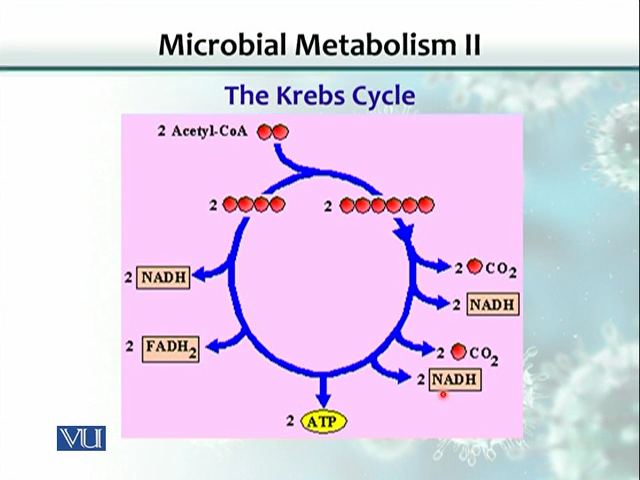 Microbial Metabolism II
The Krebs Cycle
2 Acetyl-CoA
2
2
2 CO2
2 NADH
2 NADH
2 FADH2
2 CO2
2 NADH
2 ATP
VU